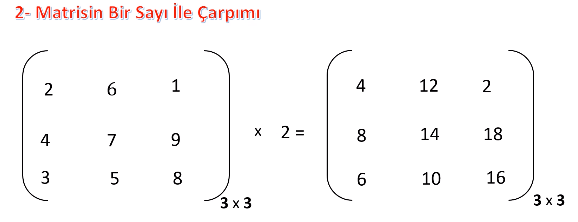 2- Matrisin Bir Sayı İle Çarpımı
2 6 1 4 12 2
4 7 9 x 2 = 8 14 18
3 5 8 6 10 16
3 x 3 3 x 3